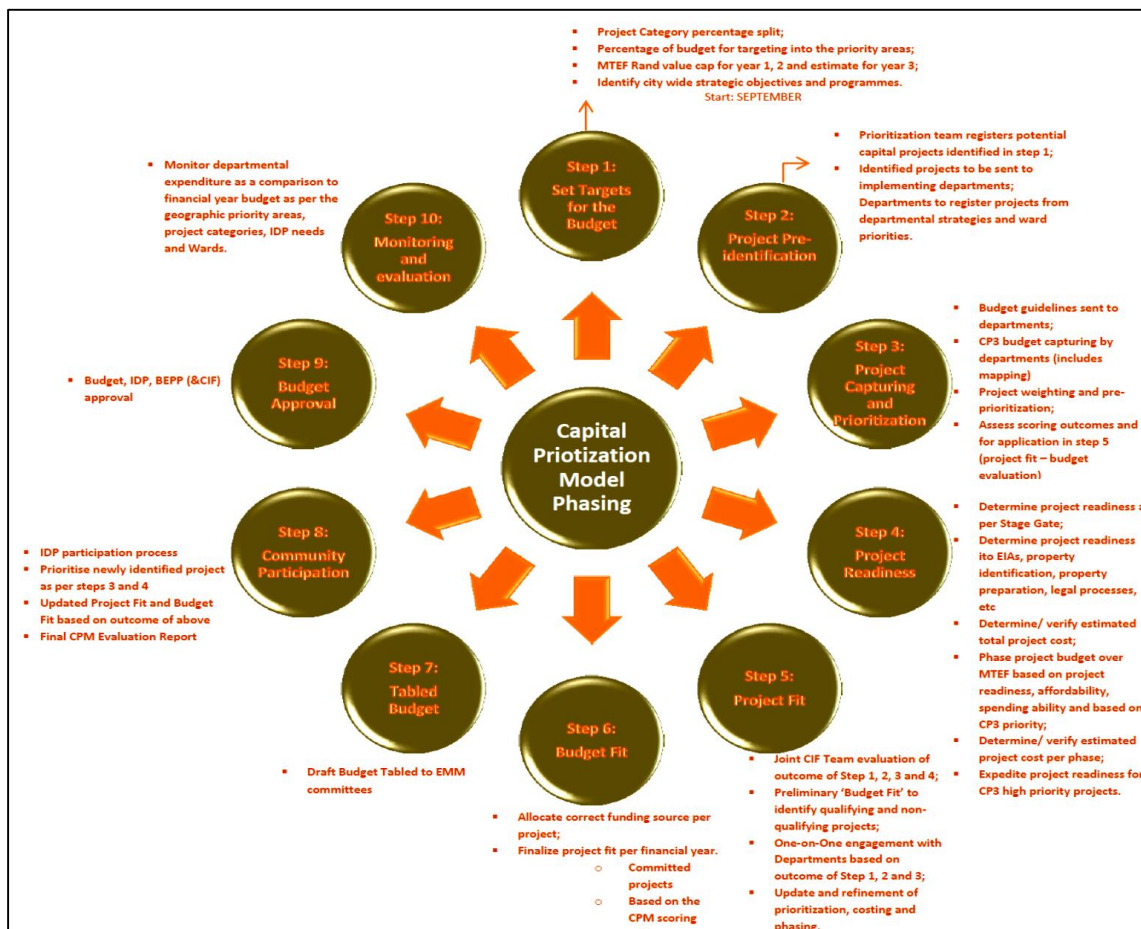 ▪ Project Category percentage split;
▪ Percentage of budget for targeting into the priority areas;
▪ MTEF Rand value cap for year 1, 2 and estimate for year 3;
▪ Identify city wide strategic objectives and programmes.
Start: SEPTEMBER
Step 1:
Set Targets
for the
Budget
▪ Prioritization team registers potential
capital projects identified in step 1;
▪ Identified projects to be sent to
implementing departments;
Departments to register projects from
departmental strategies and ward
priorities.
Step 2:
Project Pre-
identification
▪ Budget guidelines sent to
departments;
▪ CP3 budget capturing by
departments (includes
mapping)
▪ Project weighting and pre-
prioritization;
▪ Assess scoring outcomes and
for application in step 5
(project fit – budget
evaluation)
Step 3:
Project
Capturing
and
Prioritization
▪ Determine project readiness
per Stage Gate;
▪ Determine project readiness
ito EIAs, property
identification, property
preparation, legal processes,
etc
▪ Determine/ verify estimated
total project cost;
▪ Phase project budget over
MTEF based on project
readiness, affordability,
spending ability and based on
CP3 priority;
▪ Determine/ verify estimated
project cost per phase;
▪ Expedite project readiness for
CP3 high priority projects.
Step 4:
Project
Readiness
Step 5:
Project Fit
▪ Joint CIF Team evaluation of
outcome of Step 1, 2, 3 and 4;
▪ Preliminary ‘Budget Fit’ to
identify qualifying and non-
qualifying projects;
▪ One-on-One engagement with
Departments based on
outcome of Step 1, 2 and 3;
▪ Update and refinement of
prioritization, costing and
phasing.
Step 6:
Budget Fit
▪ Allocate correct funding source per
project;
▪ Finalize project fit per financial year.
o Committed
projects
o Based on the
CPM scoring
Step 7:
Tabled
Budget
▪ Draft Budget Tabled to EMM
committees
Step 8:
Community
Participation
▪ IDP participation process
▪ Prioritise newly identified project
as per steps 3 and 4
▪ Updated Project Fit and Budget
Fit based on outcome of above
▪ Final CPM Evaluation Report
Step 9:
Budget
Approval
▪ Budget, IDP, BEPP (&CIF)
approval
Step 10:
Monitoring
and
evaluation
▪ Monitor departmental
expenditure as a comparison to
financial year budget as per the
geographic priority areas,
project categories, IDP needs
and Wards.
Capital
Priotization
Model
Phasing